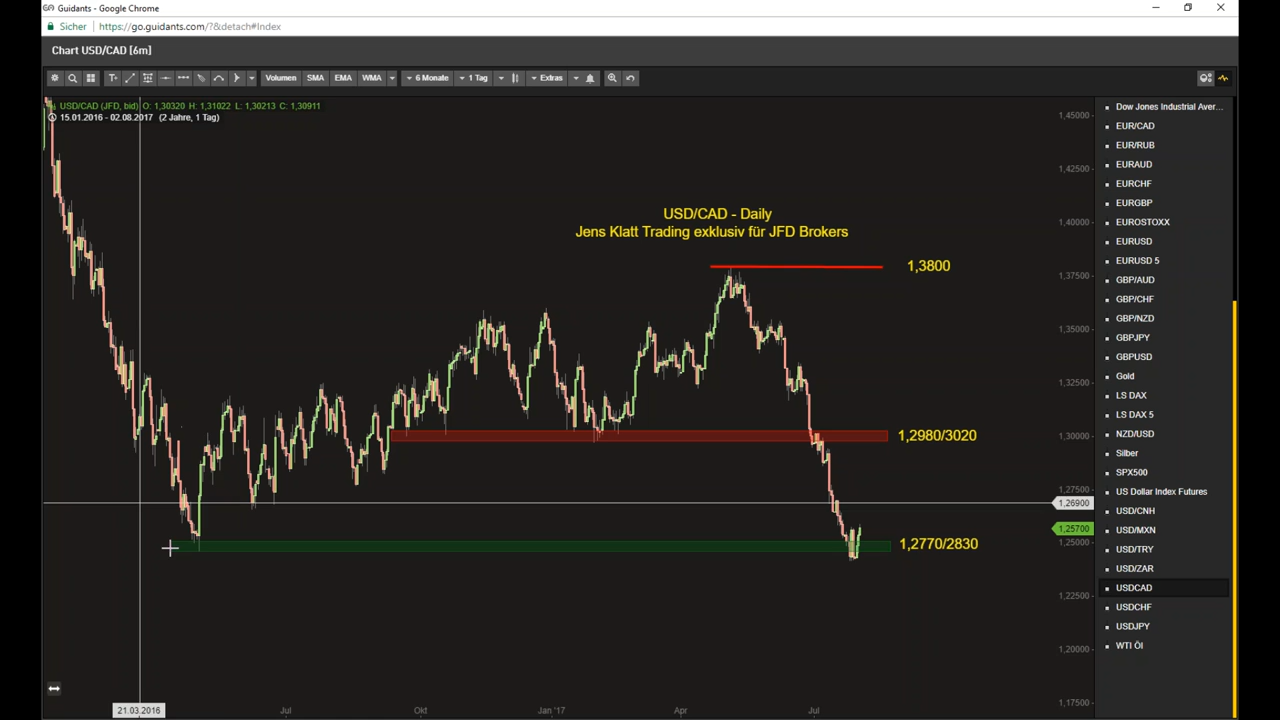 Guidants - Google Chrome
Sicher https://go.guidants.com/?&detach#Index
Chart USD/CAD [6m]
T+ Volumen SMA EMA WMA 6 Monate 1 Tag Extras
USD/CAD (JFD, bid) O: 1,30320 H: 1,31022 L: 1,30213 C: 1,30911
15.01.2016 - 02.08.2017 (2 Jahre, 1 Tag)
USD/CAD - Daily
Jens Klatt Trading exklusiv für JFD Brokers
1,3800
1,2980/3020
1,2770/2830
1,45000
1,42500
1,40000
1,37500
1,35000
1,32500
1,30000
1,27500
1,26900
1,25700
1,25000
1,22500
1,20000
1,17500
21.03.2016 Jul Okt Jan '17 Apr Jul
Dow Jones Industrial Aver...
EUR/CAD
EUR/RUB
EURAUD
EURCHF
EURGBP
EUROSTOXX
EURUSD
EURUSD 5
GBP/AUD
GBP/CHF
GBP/NZD
GBPJPY
GBPUSD
Gold
LS DAX
LS DAX 5
NZD/USD
Silber
SPX500
US Dollar Index Futures
USD/CNH
USD/MXN
USD/TRY
USD/ZAR
USDCAD
USDCHF
USDJPY
WTI Öl